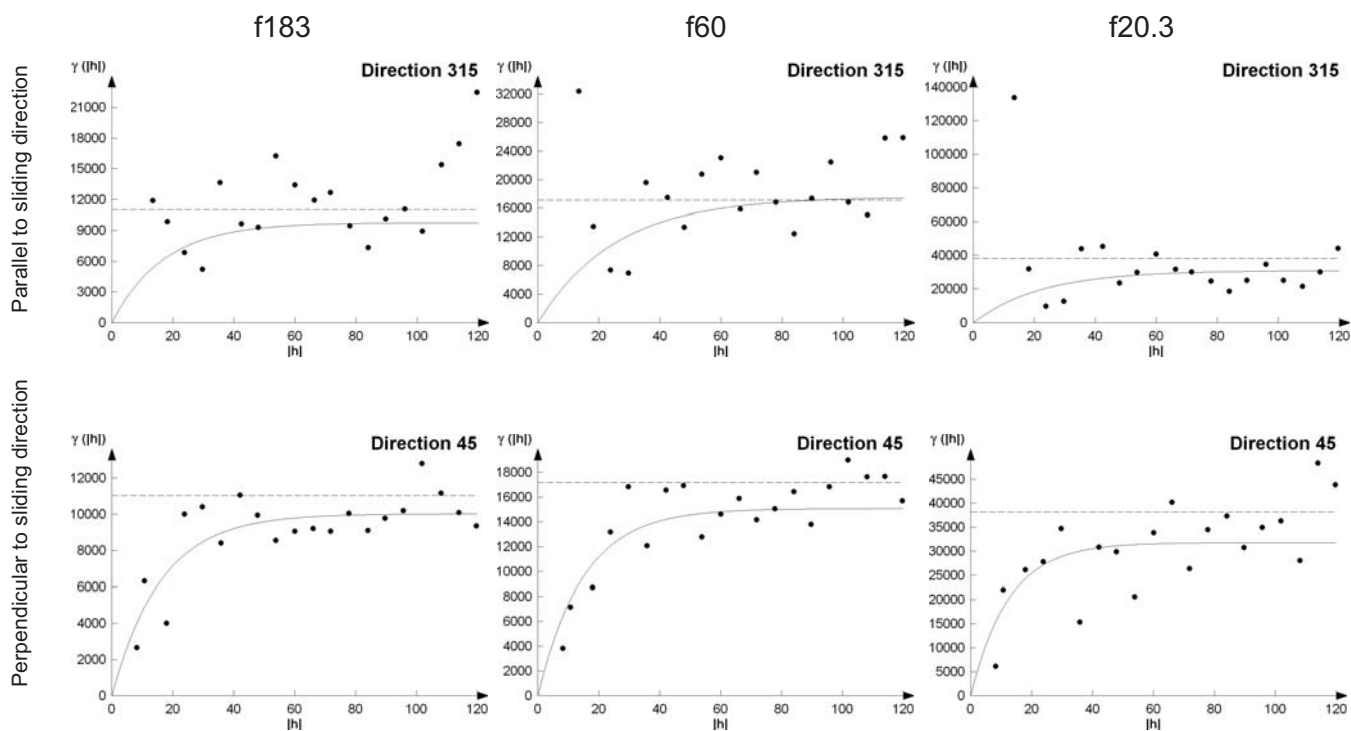 f183
f60
f20.3
Parallel to sliding direction
γ (|h|)
Direction 315
21000
18000
15000
12000
9000
6000
3000
0
0 20 40 60 80 100 120
|h|
γ (|h|)
Direction 315
32000
28000
24000
20000
16000
12000
8000
4000
0
0 20 40 60 80 100 120
|h|
γ (|h|)
Direction 315
140000
120000
100000
80000
60000
40000
20000
0
0 20 40 60 80 100 120
|h|
Perpendicular to sliding direction
γ (|h|)
Direction 45
12000
10000
8000
6000
4000
2000
0
0 20 40 60 80 100 120
|h|
γ (|h|)
Direction 45
18000
16000
14000
12000
10000
8000
6000
4000
2000
0
0 20 40 60 80 100 120
|h|
γ (|h|)
Direction 45
45000
40000
35000
30000
25000
20000
15000
10000
5000
0
0 20 40 60 80 100 120
|h|